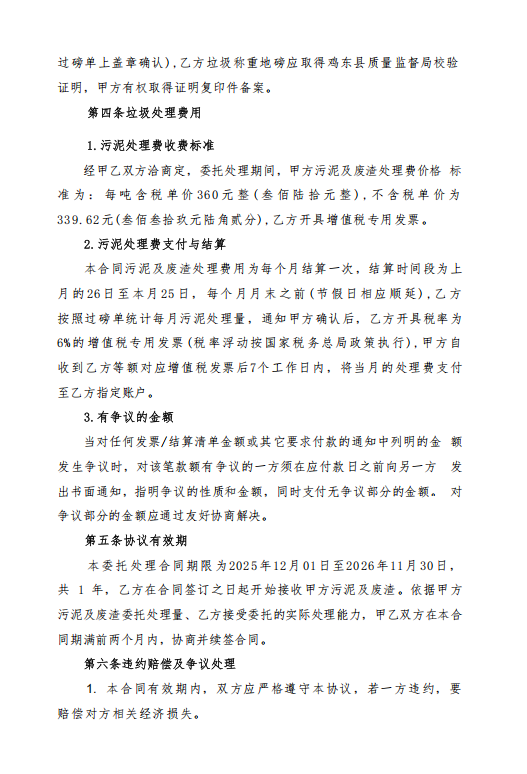 过磅单上盖章确认),乙方垃圾称重地磅应取得鸡东县质量监督局校验
证明，甲方有权取得证明复印件备案。
第四条垃圾处理费用
1.污泥处理费收费标准
经甲乙双方洽商定，委托处理期间，甲方污泥及废渣处理费价格 标
准为：每吨含税单价360元整(叁佰陆拾元整),不含税单价为
339.62元(叁佰叁拾玖元陆角贰分),乙方开具增值税专用发票。
2.污泥处理费支付与结算
本合同污泥及废渣处理费用为每个月结算一次，结算时间段为上
月的26日至本月25日，每个月月末之前(节假日相应顺延),乙方
按照过磅单统计每月污泥处理量，通知甲方确认后，乙方开具税率为
6%的增值税专用发票(税率浮动按国家税务总局政策执行),甲方自
收到乙方等额对应增值税发票后7个工作日内，将当月的处理费支付
至乙方指定账户。
3.有争议的金额
当对任何发票/结算清单金额或其它要求付款的通知中列明的金 额
发生争议时，对该笔款额有争议的一方须在应付款日之前向另一方 发
出书面通知，指明争议的性质和金额，同时支付无争议部分的金额。 对
争议部分的金额应通过友好协商解决。
第五条协议有效期
本委托处理合同期限为2025年12月01日至2026年11月30日，
共 1 年，乙方在合同签订之日起开始接收甲方污泥及废渣。依据甲方
污泥及废渣委托处理量、乙方接受委托的实际处理能力，甲乙双方在本合
同期满前两个月内，协商并续签合同。
第六条违约赔偿及争议处理
1. 本合同有效期内，双方应严格遵守本协议，若一方违约，要
赔偿对方相关经济损失。